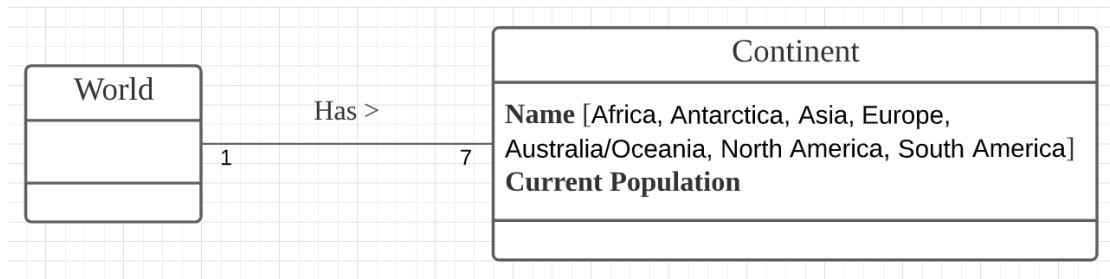 World
Has >
1
7
Continent
Name [Africa, Antarctica, Asia, Europe,
Australia/Oceania, North America, South America]
Current Population